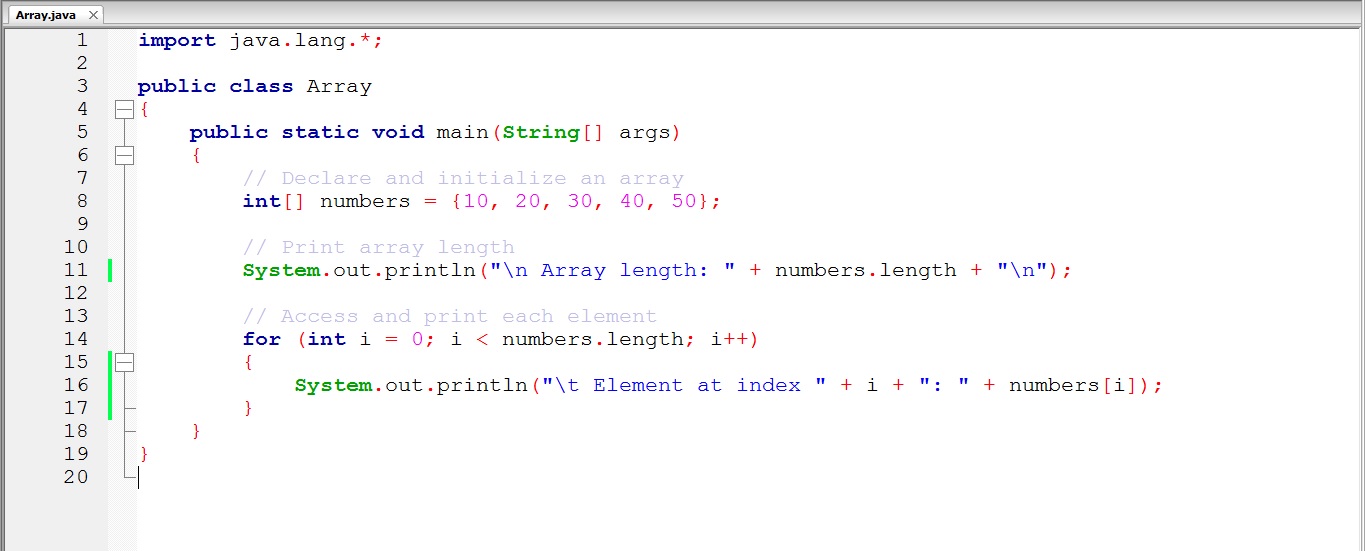 Array.java
1 import java.lang.*;
2
3 public class Array
4 {
5     public static void main(String[] args)
6     {
7         // Declare and initialize an array
8         int[] numbers = {10, 20, 30, 40, 50};
9
10         // Print array length
11         System.out.println("\n Array length: " + numbers.length + "\n");
12
13         // Access and print each element
14         for (int i = 0; i < numbers.length; i++)
15         {
16             System.out.println("\t Element at index " + i + ": " + numbers[i]);
17         }
18     }
19 }
20